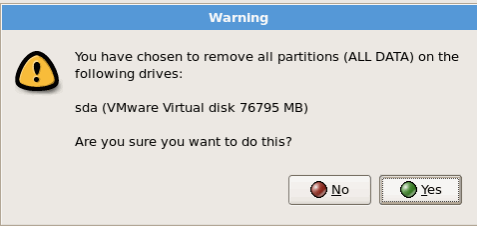 Warning
You have chosen to remove all partitions (ALL DATA) on the
following drives:
sda (VMware Virtual disk 76795 MB)
Are you sure you want to do this?
No
Yes